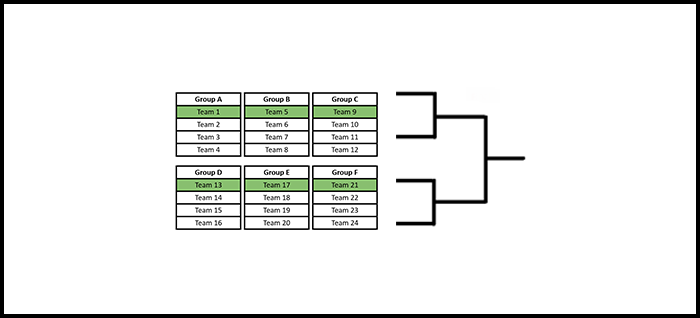 Group A Group B Group C
Team 1 Team 5 Team 9
Team 2 Team 6 Team 10
Team 3 Team 7 Team 11
Team 4 Team 8 Team 12
Group D Group E Group F
Team 13 Team 17 Team 21
Team 14 Team 18 Team 22
Team 15 Team 19 Team 23
Team 16 Team 20 Team 24